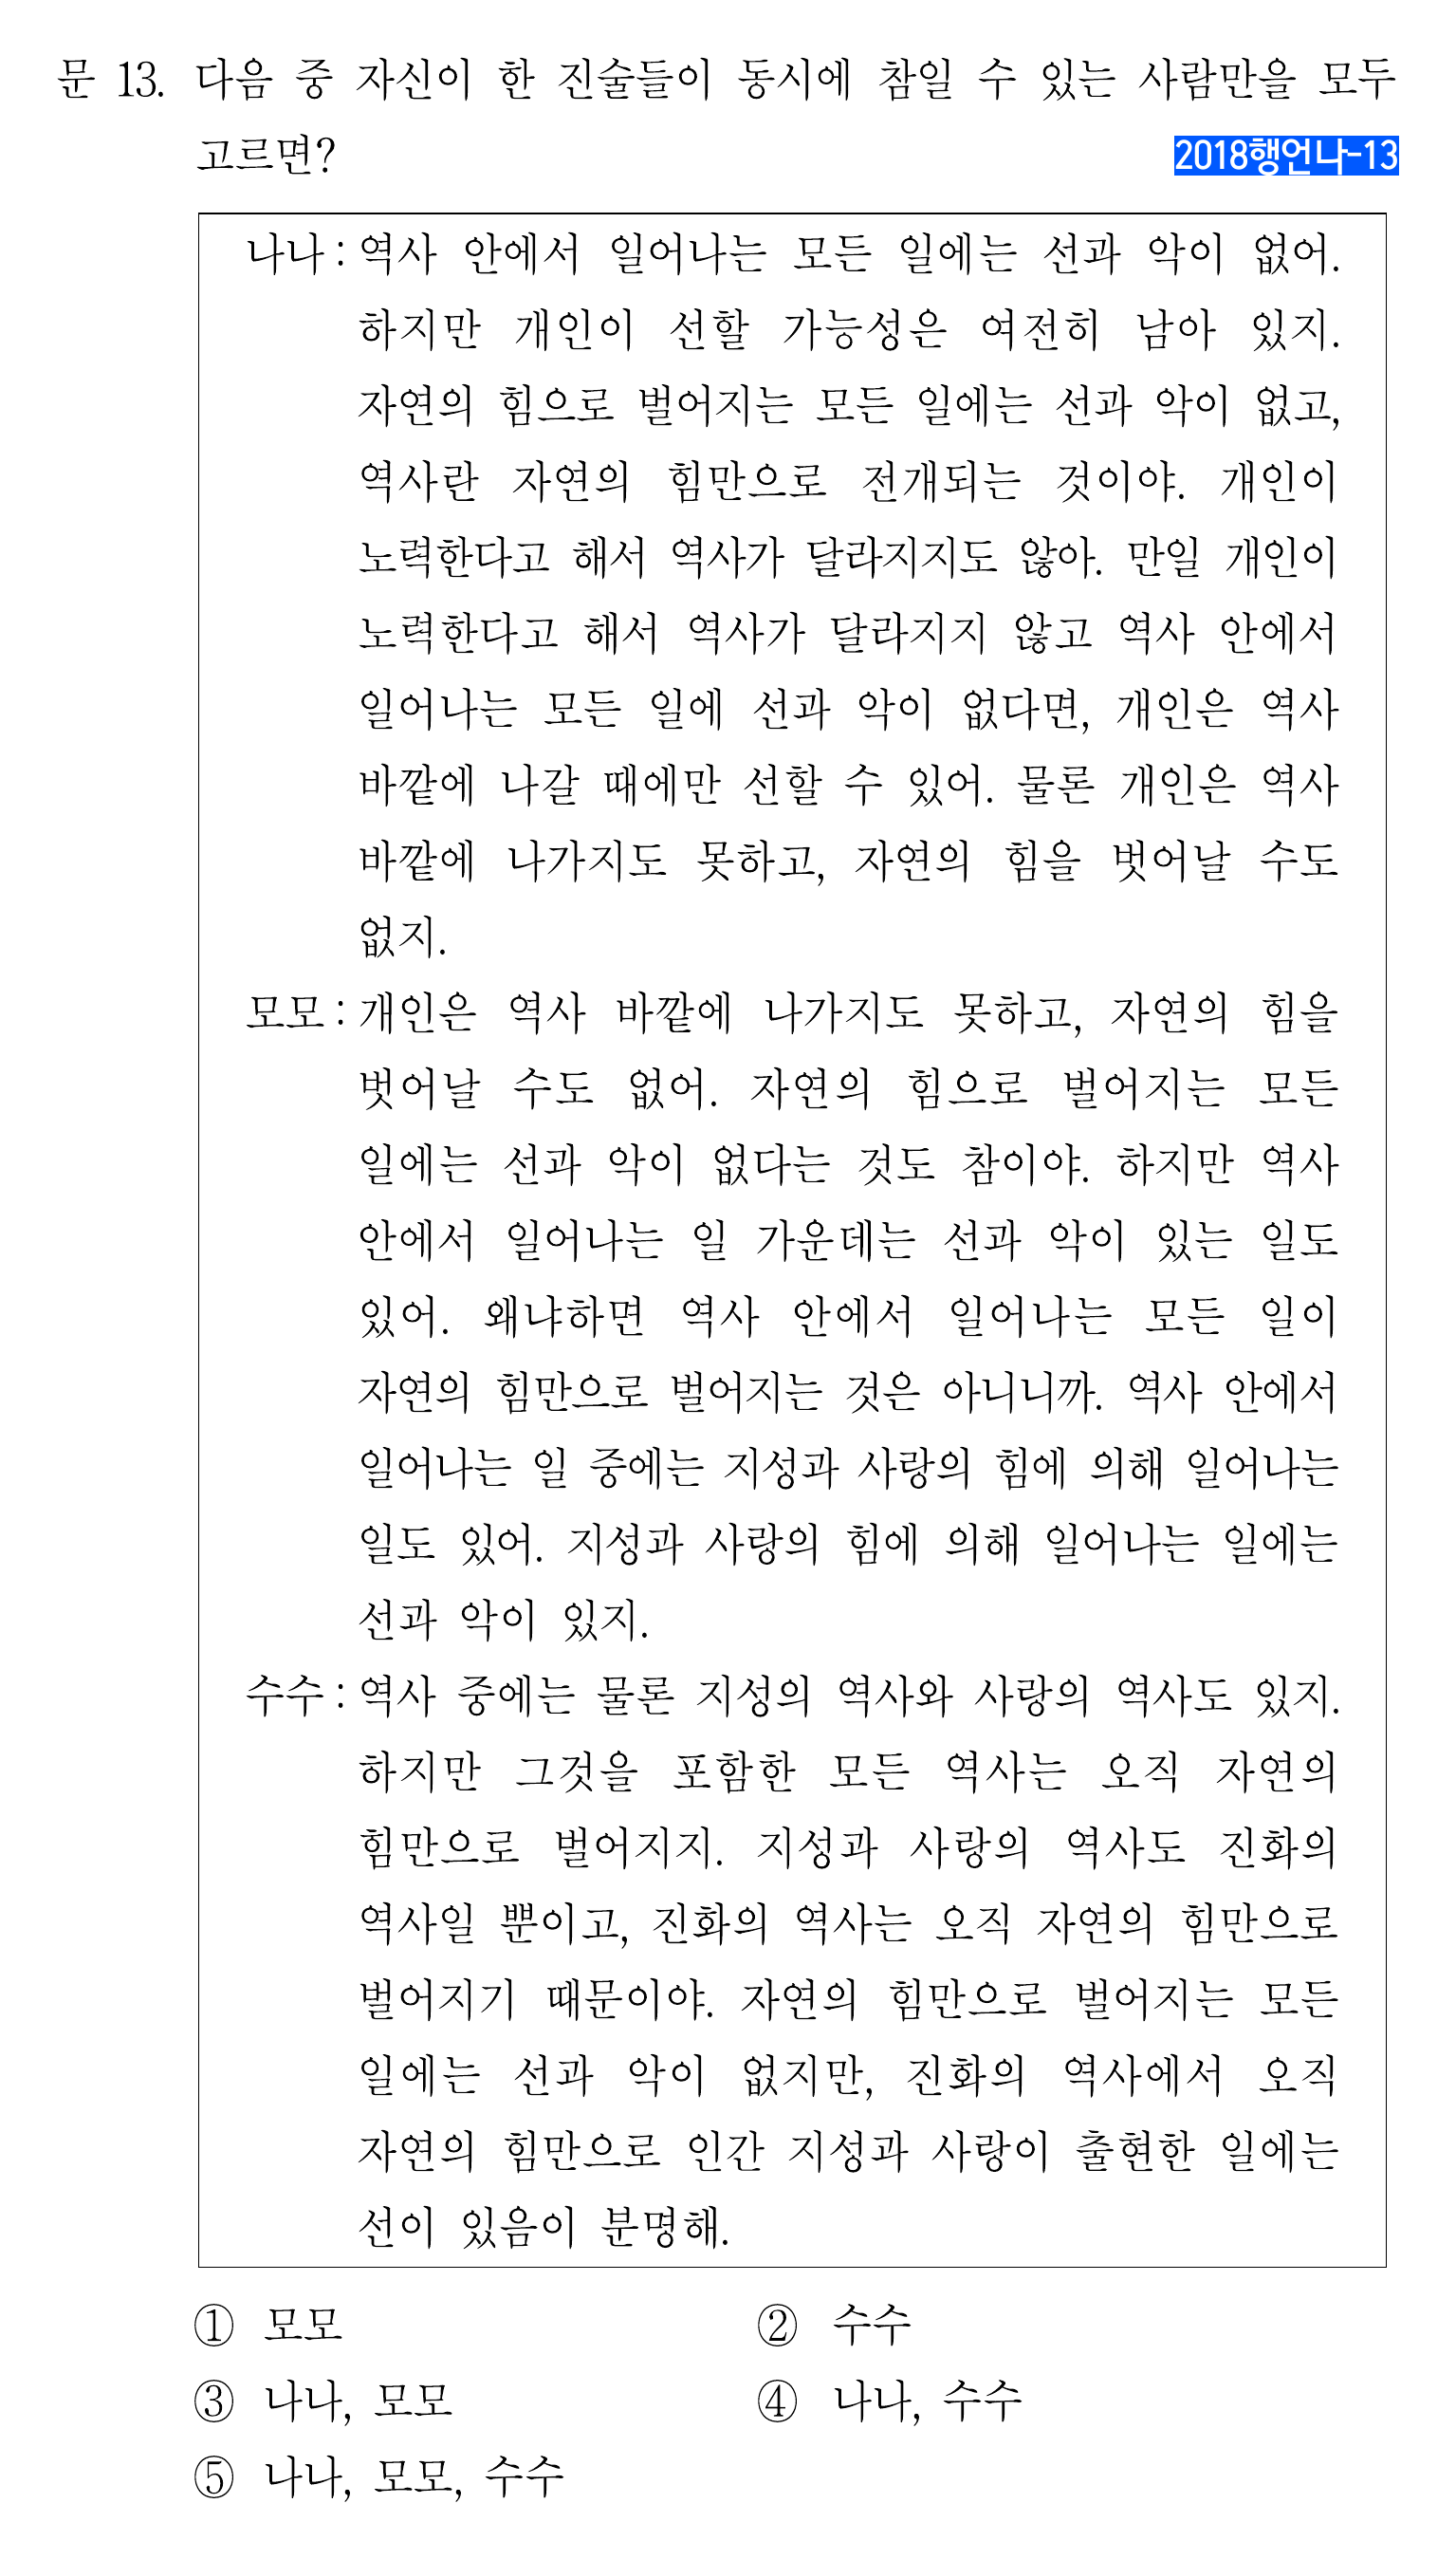 문 13. 다음 중 자신이 한 진술들이 동시에 참일 수 있는 사람만을 모두
고르면?
2018행언나-13
나나 : 역사 안에서 일어나는 모든 일에는 선과 악이 없어.
하지만 개인이 선할 가능성은 여전히 남아 있지.
자연의 힘으로 벌어지는 모든 일에는 선과 악이 없고,
역사란 자연의 힘만으로 전개되는 것이야. 개인이
노력한다고 해서 역사가 달라지지도 않아. 만일 개인이
노력한다고 해서 역사가 달라지지 않고 역사 안에서
일어나는 모든 일에 선과 악이 없다면, 개인은 역사
바깥에 나갈 때에만 선할 수 있어. 물론 개인은 역사
바깥에 나가지도 못하고, 자연의 힘을 벗어날 수도
없지.
모모 : 개인은 역사 바깥에 나가지도 못하고, 자연의 힘을
벗어날 수도 없어. 자연의 힘으로 벌어지는 모든
일에는 선과 악이 없다는 것도 참이야. 하지만 역사
안에서 일어나는 일 가운데는 선과 악이 있는 일도
있어. 왜냐하면 역사 안에서 일어나는 모든 일이
자연의 힘만으로 벌어지는 것은 아니니까. 역사 안에서
일어나는 일 중에는 지성과 사랑의 힘에 의해 일어나는
일도 있어. 지성과 사랑의 힘에 의해 일어나는 일에는
선과 악이 있지.
수수 : 역사 중에는 물론 지성의 역사와 사랑의 역사도 있지.
하지만 그것을 포함한 모든 역사는 오직 자연의
힘만으로 벌어지지. 지성과 사랑의 역사도 진화의
역사일 뿐이고, 진화의 역사는 오직 자연의 힘만으로
벌어지기 때문이야. 자연의 힘만으로 벌어지는 모든
일에는 선과 악이 없지만, 진화의 역사에서 오직
자연의 힘만으로 인간 지성과 사랑이 출현한 일에는
선이 있음이 분명해.
① 모모 ② 수수
③ 나나, 모모 ④ 나나, 수수
⑤ 나나, 모모, 수수